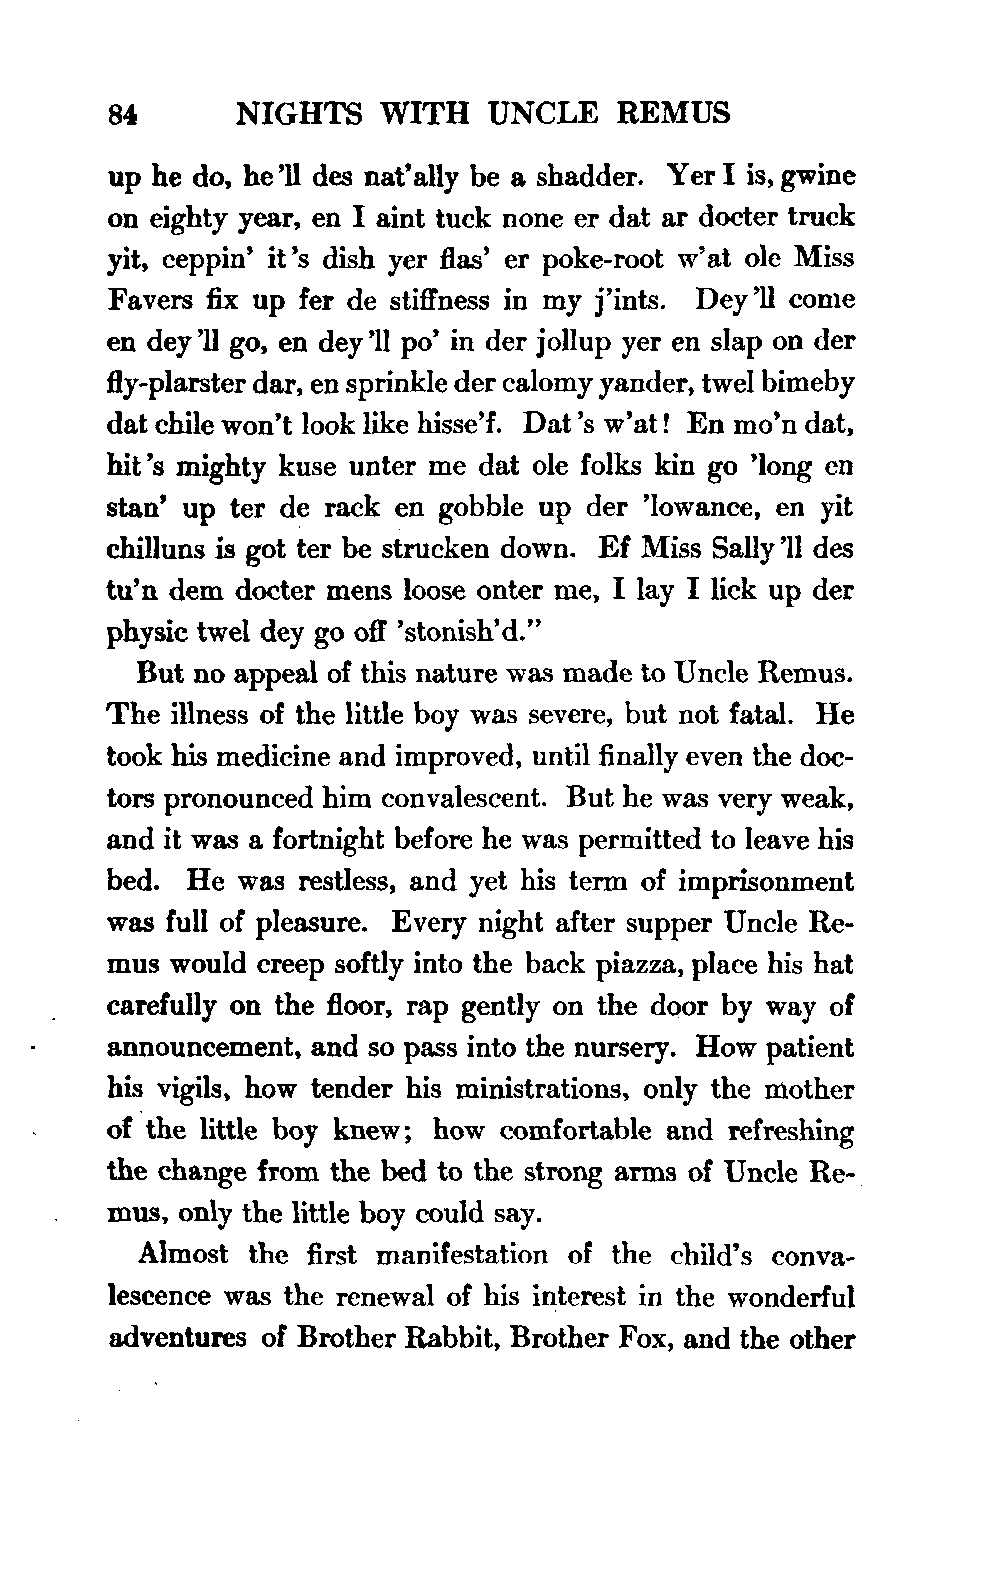 84 NIGHTS WITH UNCLE REMUS
up he do, he 'll des nat'ally be a shadder. Yer I is, gwine
on eighty year, en I aint tuck none er dat ar docter truck
yit, ceppin' it 's dish yer flas' er poke-root w'at ole Miss
Favers fix up fer de stiffness in my j'ints. Dey 'll come
en dey 'll go, en dey 'll po' in der jollup yer en slap on der
fly-plarster dar, en sprinkle der calomy yander, twel bimeby
dat chile won't look like hisse'f. Dat 's w'at! En mo'n dat,
hit 's mighty kuse unter me dat ole folks kin go 'long en
stan' up ter de rack en gobble up der 'lowance, en yit
chilluns is got ter be strucken down. Ef Miss Sally 'll des
tu'n dem docter mens loose onter me, I lay I lick up der
physic twel dey go off 'stonish'd."
But no appeal of this nature was made to Uncle Remus.
The illness of the little boy was severe, but not fatal. He
took his medicine and improved, until finally even the doc-
tors pronounced him convalescent. But he was very weak,
and it was a fortnight before he was permitted to leave his
bed. He was restless, and yet his term of imprisonment
was full of pleasure. Every night after supper Uncle Re-
mus would creep softly into the back piazza, place his hat
carefully on the floor, rap gently on the door by way of
announcement, and so pass into the nursery. How patient
his vigils, how tender his ministrations, only the mother
of the little boy knew; how comfortable and refreshing
the change from the bed to the strong arms of Uncle Re-
mus, only the little boy could say.
Almost the first manifestation of the child's conva-
lescence was the renewal of his interest in the wonderful
adventures of Brother Rabbit, Brother Fox, and the other